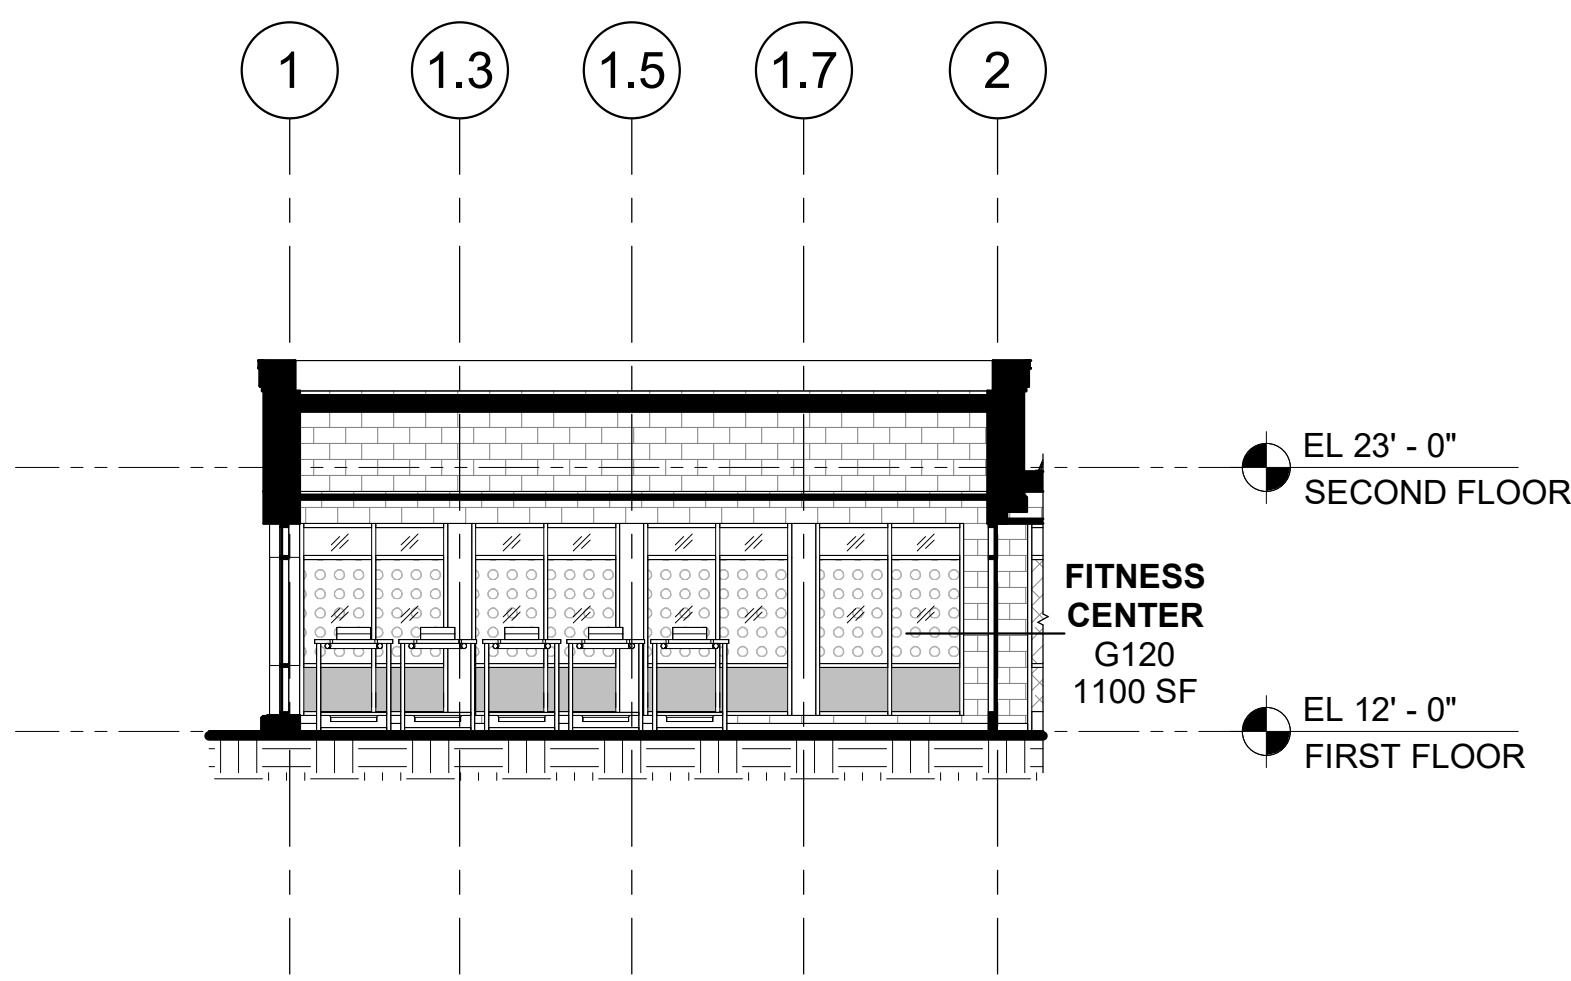 1
1.3
1.5
1.7
2
EL 23' - 0"
SECOND FLOOR
FITNESS
CENTER
G120
1100 SF
EL 12' - 0"
FIRST FLOOR